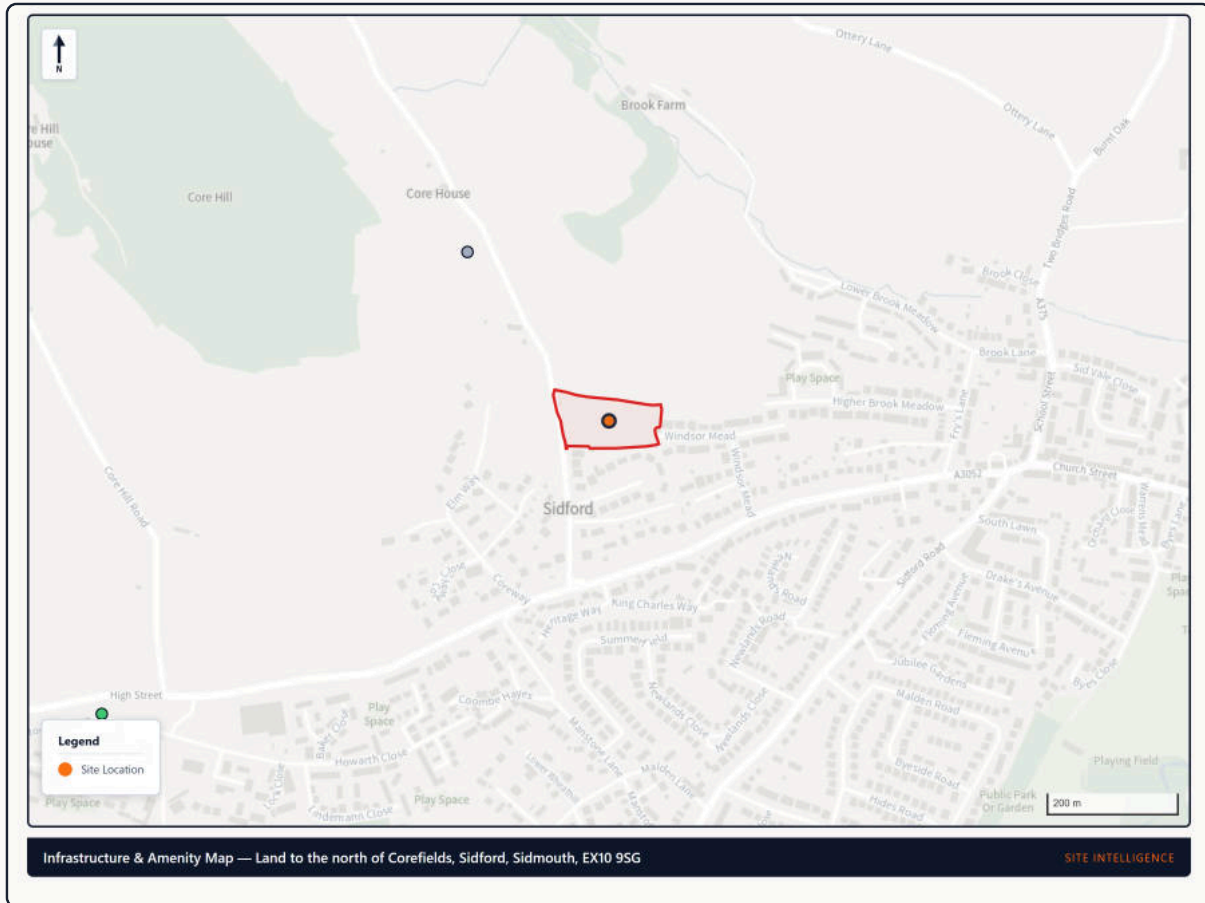 N
Ottery Lane
Brook Farm
Ottery Lane
Burnt Oak
Core Hill
Core House
Two Bridges Road
Brook Close
Lower Brook Meadow
A375
Brook Lane
Sid Vale Close
Play Space
Higher Brook Meadow
Fry's Lane
School Street
Windsor Mead
Windsor Mead
A3052
Church Street
Elm Way
Sidford
Core Hill Road
South Lawn
Sidford Road
Drake's Avenue
Coreway
Heritage Way
King Charles Way
Newlands Road
Fleming Avenue
Fleming Avenu
Summerfield
Jubilee Gardens
Byes Close
High Street
Coombe Hayes
Play
Space
Newlands Close
Newlands Close
Malden Road
Baker Close
Howarth Close
Manstone Lane
Malden Lane
Byeside Road
Playing Field
Legend
Site Location
Play Space
Play Space
Hides Road
Public Park
Or Garden
200 m
Infrastructure & Amenity Map — Land to the north of Corefields, Sidford, Sidmouth, EX10 9SG
SITE INTELLIGENCE